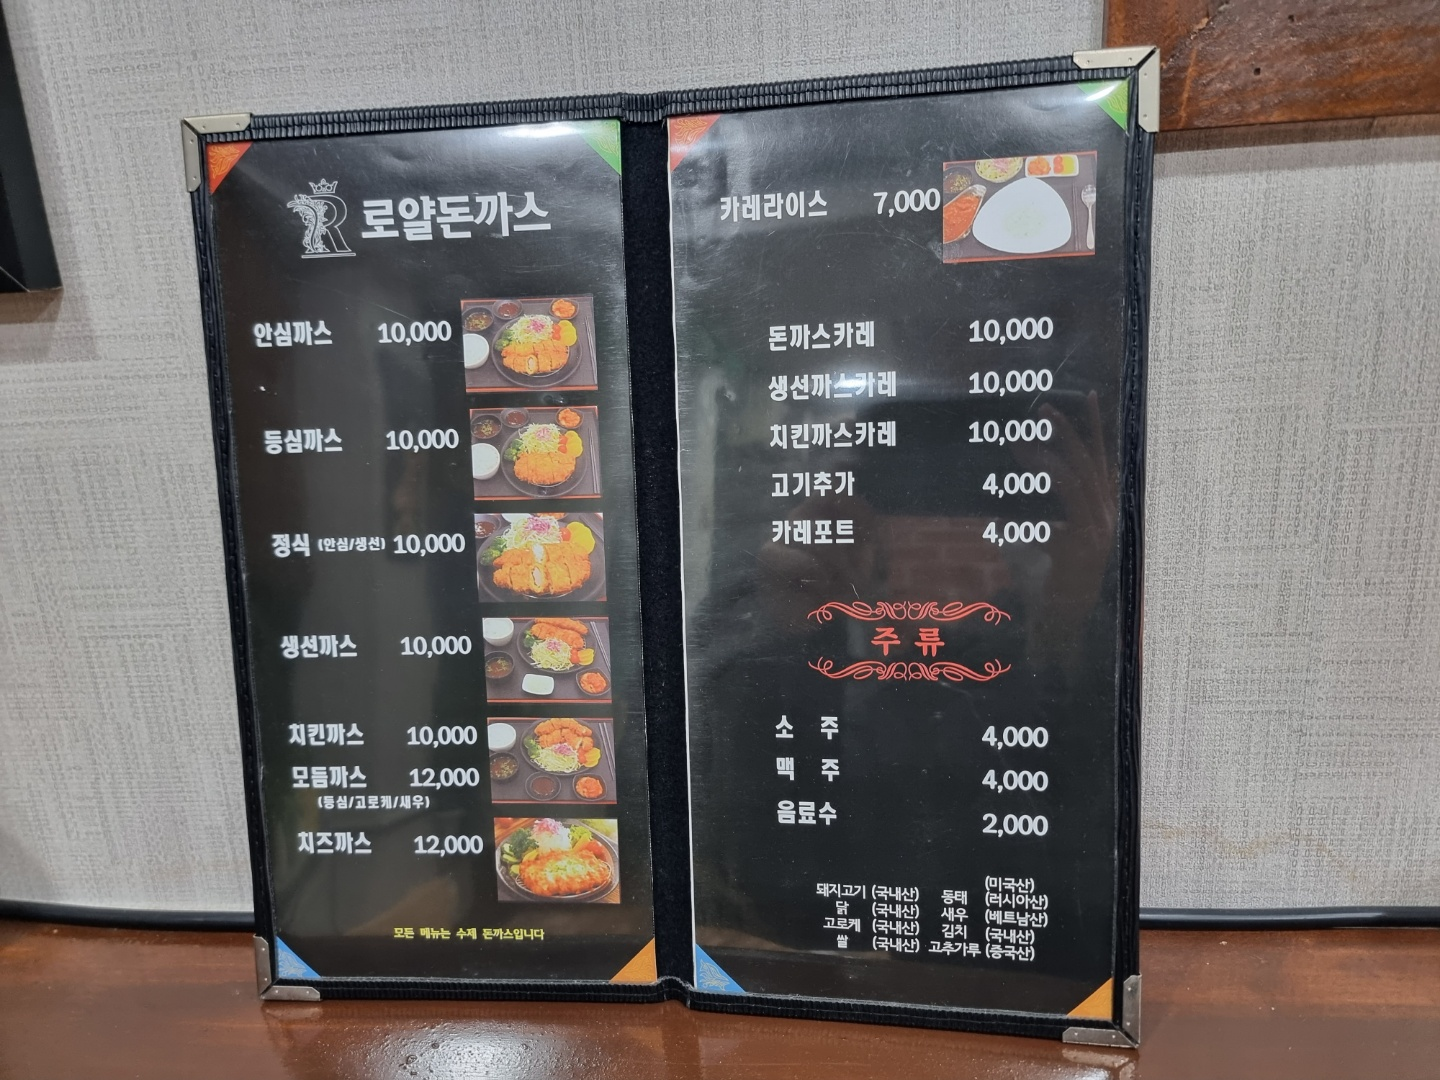 R 로얄돈까스
안심까스 10,000
등심까스 10,000
정식 (안심/생선) 10,000
생선까스 10,000
치킨까스 10,000
모듬까스 12,000
(등심/고로케/새우)
치즈까스 12,000
모든 메뉴는 수제 돈까스입니다
카레라이스 7,000
돈까스카레 10,000
생선까스카레 10,000
치킨까스카레 10,000
고기추가 4,000
카레포트 4,000
주류
소 주 4,000
맥 주 4,000
음료수 2,000
(미국산)
돼지고기 (국내산) 동태 (러시아산)
닭 (국내산) 새우 (베트남산)
고로케 (국내산) 김치 (국내산)
쌀 (국내산) 고추가루 (중국산)